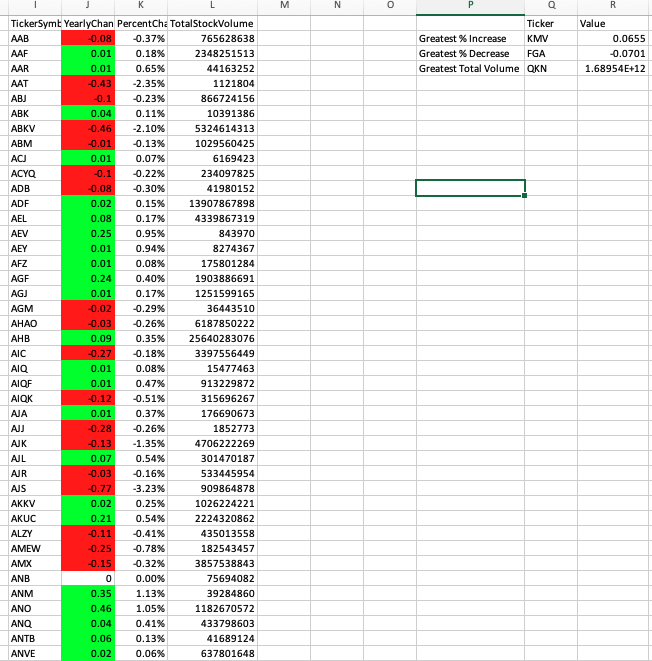 I J K L M N O P Q R
TickerSymb YearlyChan PercentCha TotalStockVolume Ticker Value
AAB -0.08 -0.37% 765628638 Greatest % Increase KMV 0.0655
AAF 0.01 0.18% 2348251513 Greatest % Decrease FGA -0.0701
AAR 0.01 0.65% 44163252 Greatest Total Volume QKN 1.68954E+12
AAT -0.43 -2.35% 1121804
ABJ -0.1 -0.23% 866724156
ABK 0.04 0.11% 10391386
ABKV -0.46 -2.10% 5324614313
ABM -0.01 -0.13% 1029560425
ACJ 0.01 0.07% 6169423
ACYQ -0.1 -0.22% 234097825
ADB -0.08 -0.30% 41980152
ADF 0.02 0.15% 13907867898
AEL 0.08 0.17% 4339867319
AEV 0.25 0.95% 843970
AEY 0.01 0.94% 8274367
AFZ 0.01 0.08% 175801284
AGF 0.24 0.40% 1903886691
AGJ 0.01 0.17% 1251599165
AGM -0.02 -0.29% 36443510
AHAO -0.03 -0.26% 6187850222
AHB 0.09 0.35% 25640283076
AIC -0.27 -0.18% 3397556449
AIQ 0.01 0.08% 15477463
AIQF 0.01 0.47% 913229872
AIQK -0.12 -0.51% 315696267
AJA 0.01 0.37% 176690673
AJJ -0.28 -0.26% 1852773
AJK -0.13 -1.35% 4706222269
AJL 0.07 0.54% 301470187
AJR -0.03 -0.16% 533445954
AJS -0.77 -3.23% 909864878
AKKV 0.02 0.25% 1026224221
AKUC 0.21 0.54% 2224320862
ALZY -0.11 -0.41% 435013558
AMEW -0.25 -0.78% 182543457
AMX -0.15 -0.32% 3857538843
ANB 0 0.00% 75694082
ANM 0.35 1.13% 39284860
ANO 0.46 1.05% 1182670572
ANQ 0.04 0.41% 433798603
ANTB 0.06 0.13% 41689124
ANVE 0.02 0.06% 637801648